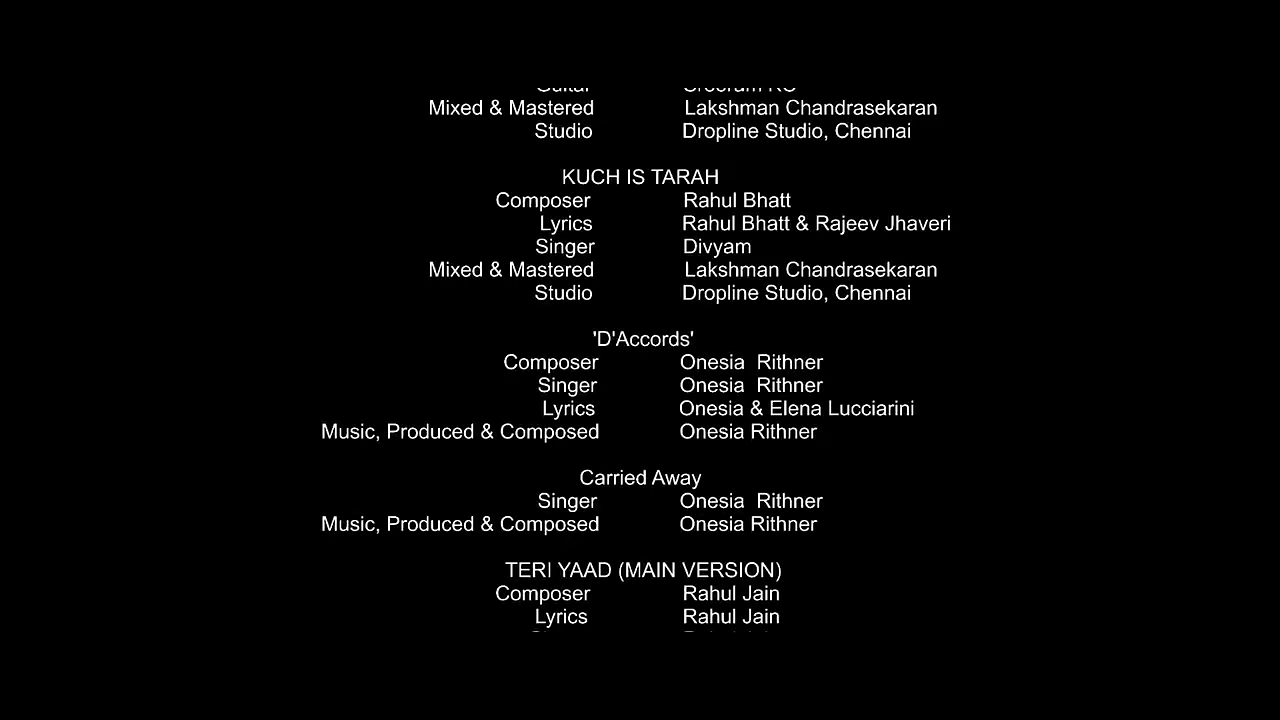 Mixed & Mastered Lakshman Chandrasekaran
Studio Dropline Studio, Chennai
KUCH IS TARAH
Composer Rahul Bhatt
Lyrics Rahul Bhatt & Rajeev Jhaveri
Singer Divyam
Mixed & Mastered Lakshman Chandrasekaran
Studio Dropline Studio, Chennai
'D'Accords'
Composer Onesia Rithner
Singer Onesia Rithner
Lyrics Onesia & Elena Lucciarini
Music, Produced & Composed Onesia Rithner
Carried Away
Singer Onesia Rithner
Music, Produced & Composed Onesia Rithner
TERI YAAD (MAIN VERSION)
Composer Rahul Jain
Lyrics Rahul Jain